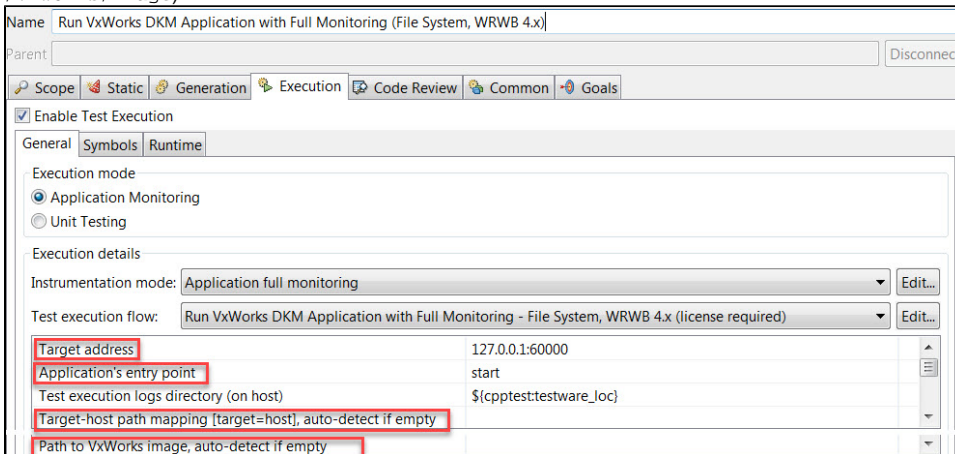 Name Run VxWorks DKM Application with Full Monitoring (File System, WRWB 4.x)
Parent Disconnec
Scope Static Generation Execution Code Review Common Goals
Enable Test Execution
General Symbols Runtime
Execution mode
Application Monitoring
Unit Testing
Execution details
Instrumentation mode: Application full monitoring Edit...
Test execution flow: Run VxWorks DKM Application with Full Monitoring - File System, WRWB 4.x (license required) Edit...
Target address 127.0.0.1:60000
Application's entry point start
Test execution logs directory (on host) ${cpptest:testware_loc}
Target-host path mapping [target=host], auto-detect if empty
Path to VxWorks image, auto-detect if empty